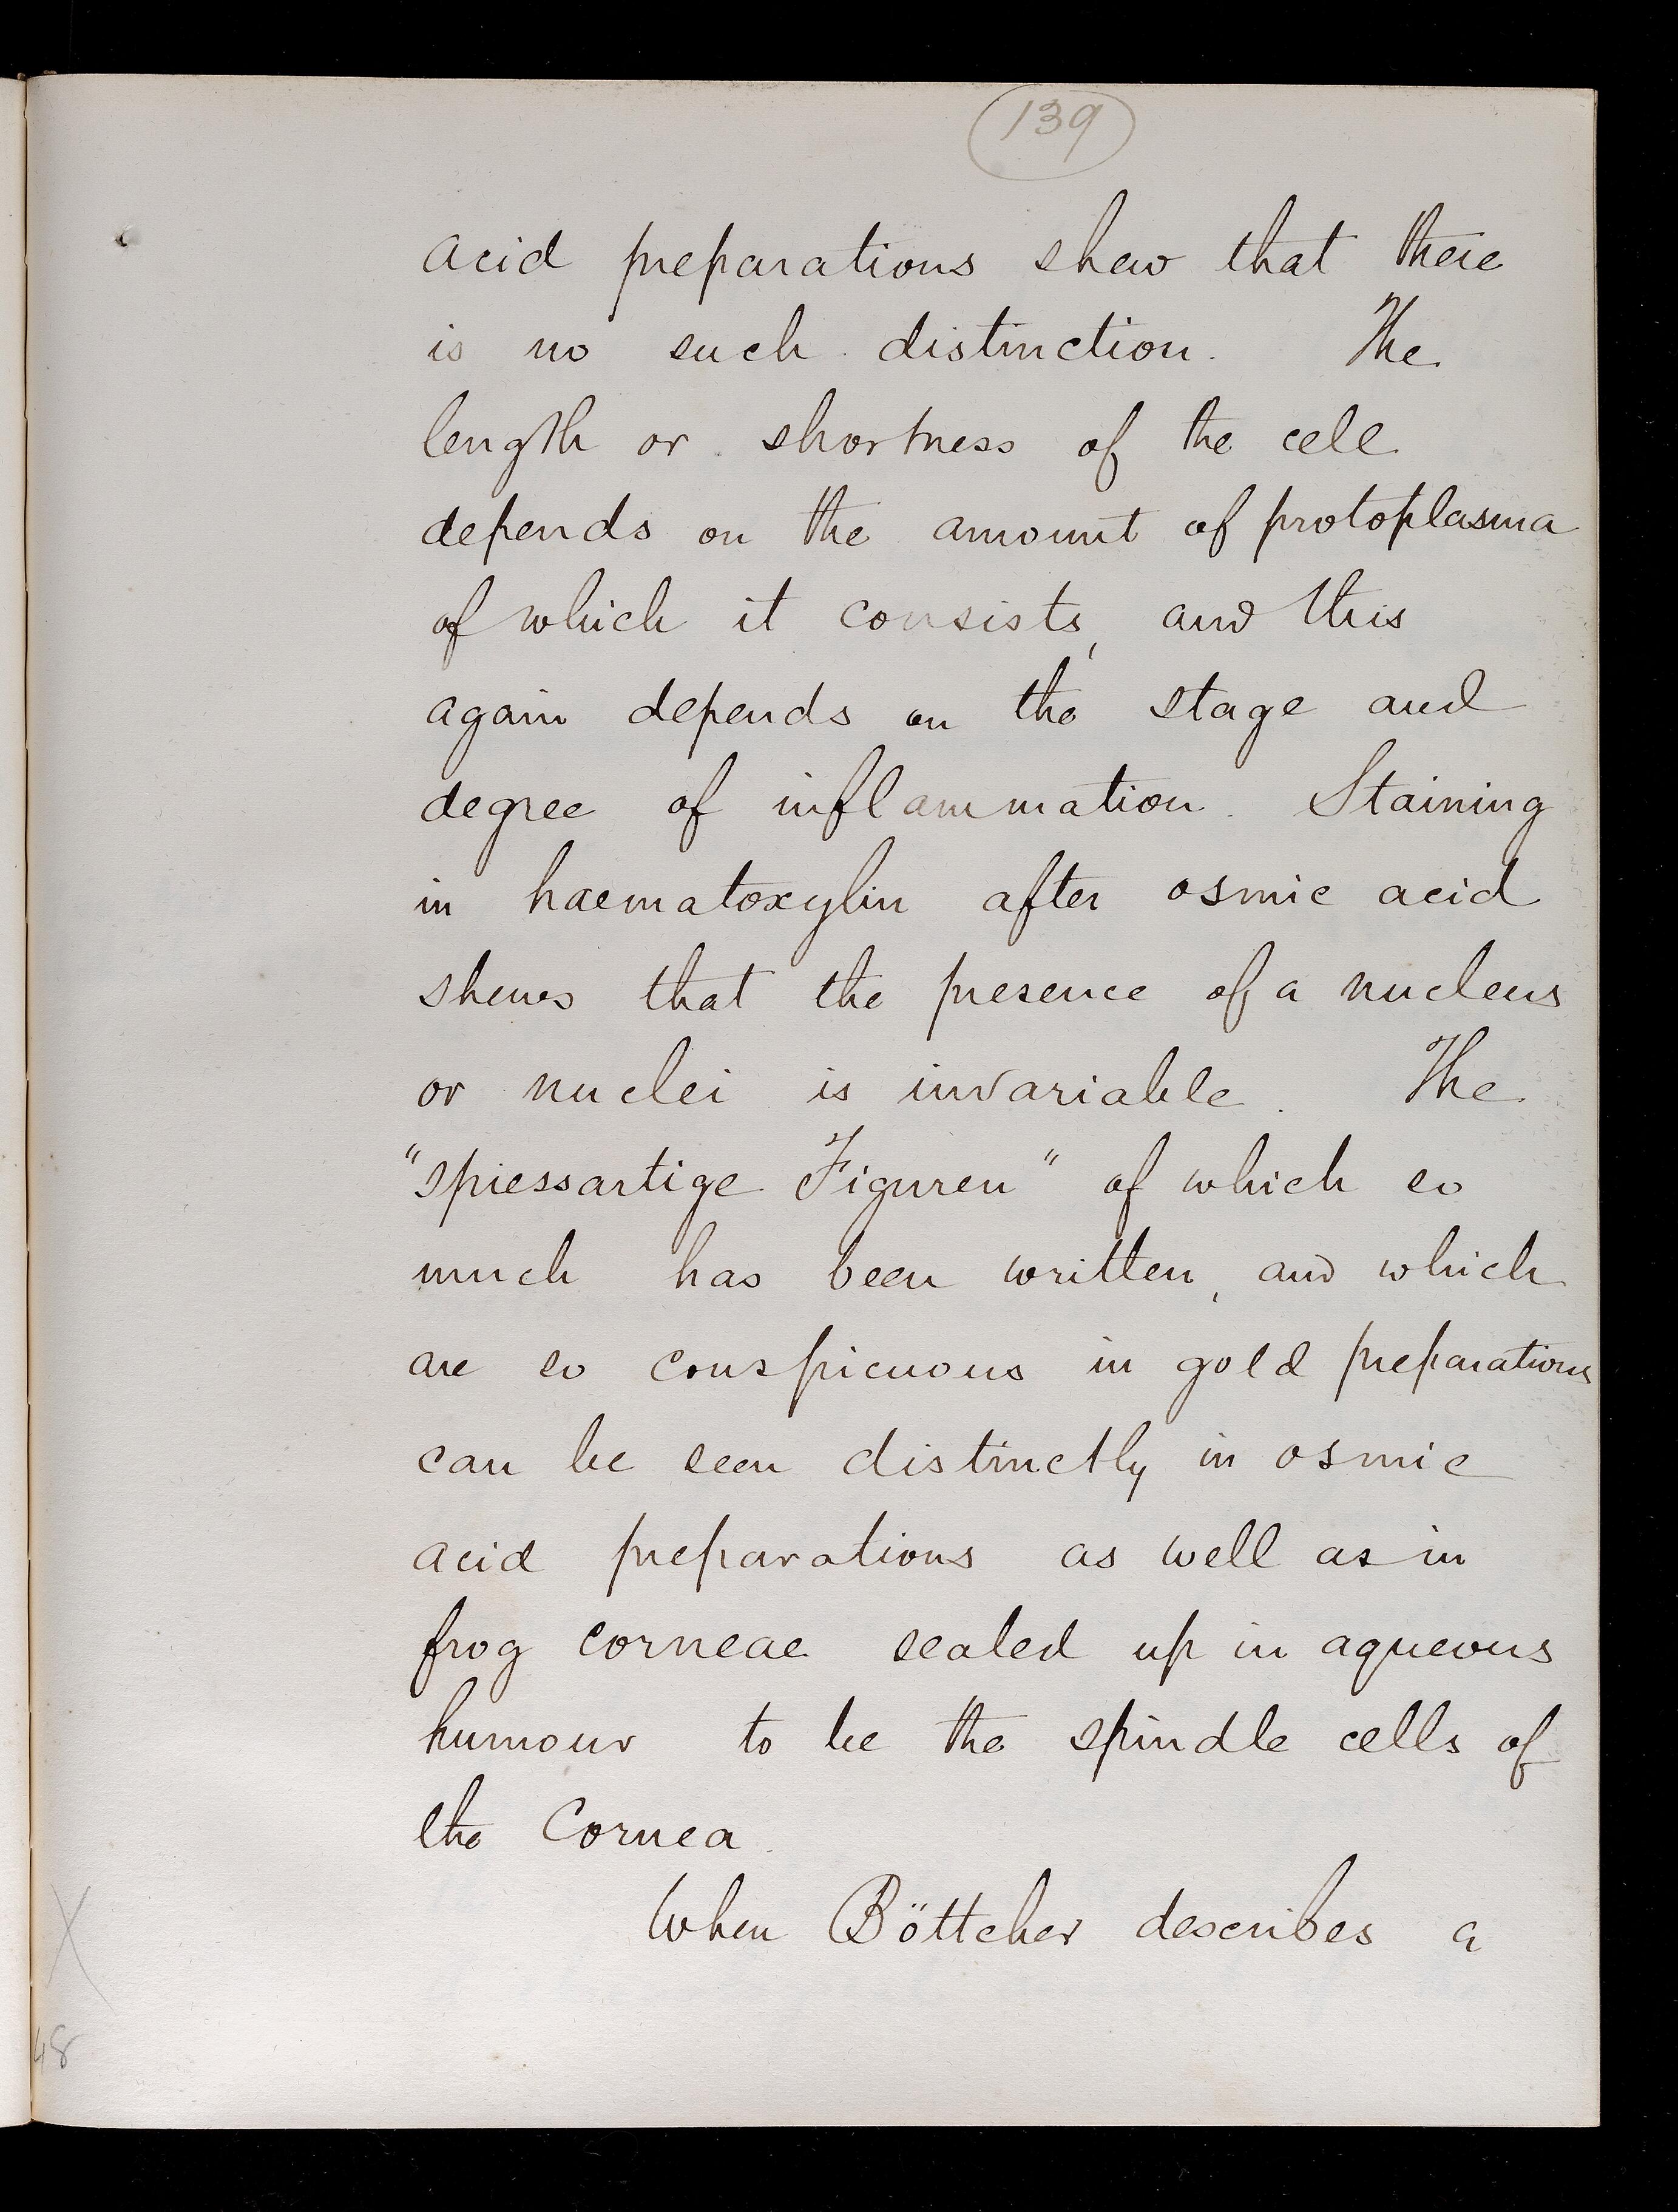 139
acid preparations shew that there
is no such distinction. The
length or shortness of the cell
depends on the amount of protoplasma
of which it consists, and this
again depends on the stage and
degree of inflammation. Staining
in haematoxylin after osmic acid
shews that the presence of a nucleus
or nuclei is invariable. The
"spiessartige Figuren" of which so
much has been written, and which
are so conspicuous in gold preparations
can be seen distinctly in osmic
acid preparations as well as in
frog corneae sealed up in aqueous
humour to be the spindle cells of
the Cornea.
When Böttcher describes a
X
48